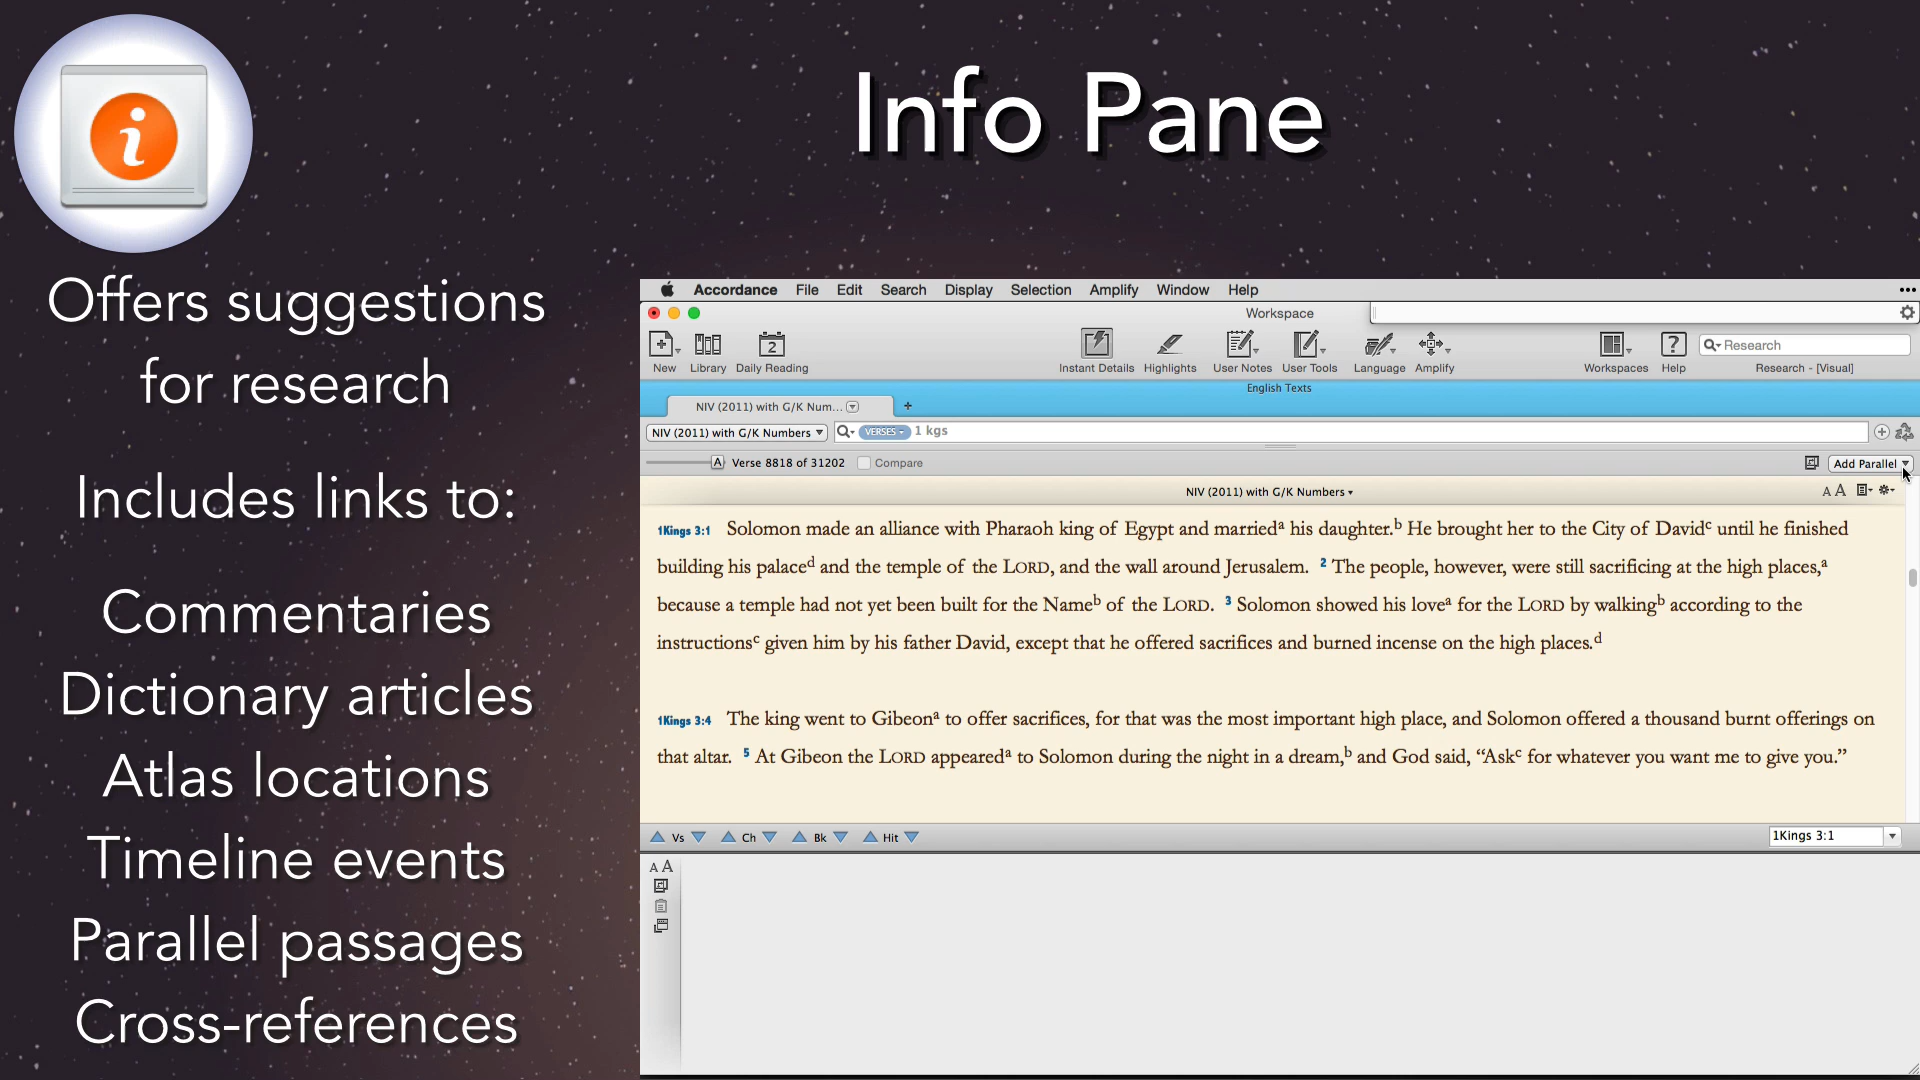 i
Info Pane
Offers suggestions
for research
Includes links to:
Commentaries
Dictionary articles
Atlas locations
Timeline events
Parallel passages
Cross-references
Accordance File Edit Search Display Selection Amplify Window Help
Workspace
2
?
Research
New Library Daily Reading Instant Details Highlights User Notes User Tools Language Amplify Workspaces Help Research - [Visual]
English Texts
NIV (2011) with G/K Num... +
NIV (2011) with G/K Numbers VERSES 1 kgs
A Verse 8818 of 31202 Compare Add Parallel
NIV (2011) with G/K Numbers A A
1Kings 3:1 Solomon made an alliance with Pharaoh king of Egypt and marriedᵃ his daughter.ᵇ He brought her to the City of Davidᶜ until he finished
building his palaceᵈ and the temple of the LORD, and the wall around Jerusalem. 2 The people, however, were still sacrificing at the high places,ᵃ
because a temple had not yet been built for the Nameᵇ of the LORD. 3 Solomon showed his loveᵃ for the LORD by walkingᵇ according to the
instructionsᶜ given him by his father David, except that he offered sacrifices and burned incense on the high places.ᵈ
1Kings 3:4 The king went to Gibeonᵃ to offer sacrifices, for that was the most important high place, and Solomon offered a thousand burnt offerings on
that altar. 5 At Gibeon the LORD appearedᵃ to Solomon during the night in a dream,ᵇ and God said, “Askᶜ for whatever you want me to give you.”
Vs Ch Bk Hit 1Kings 3:1
A A